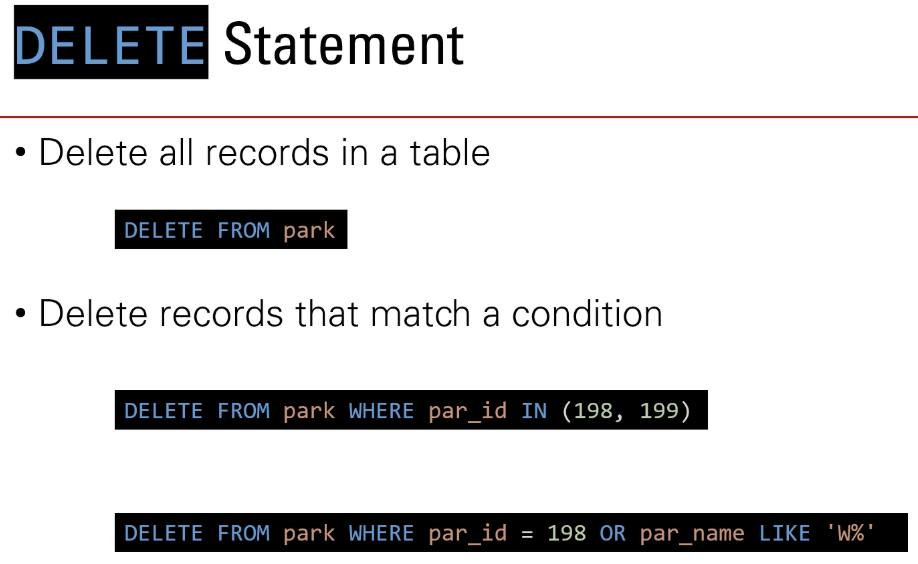 DELETE Statement
• Delete all records in a table
DELETE FROM park
• Delete records that match a condition
DELETE FROM park WHERE par_id IN (198, 199)
DELETE FROM park WHERE par_id = 198 OR par_name LIKE 'W%'